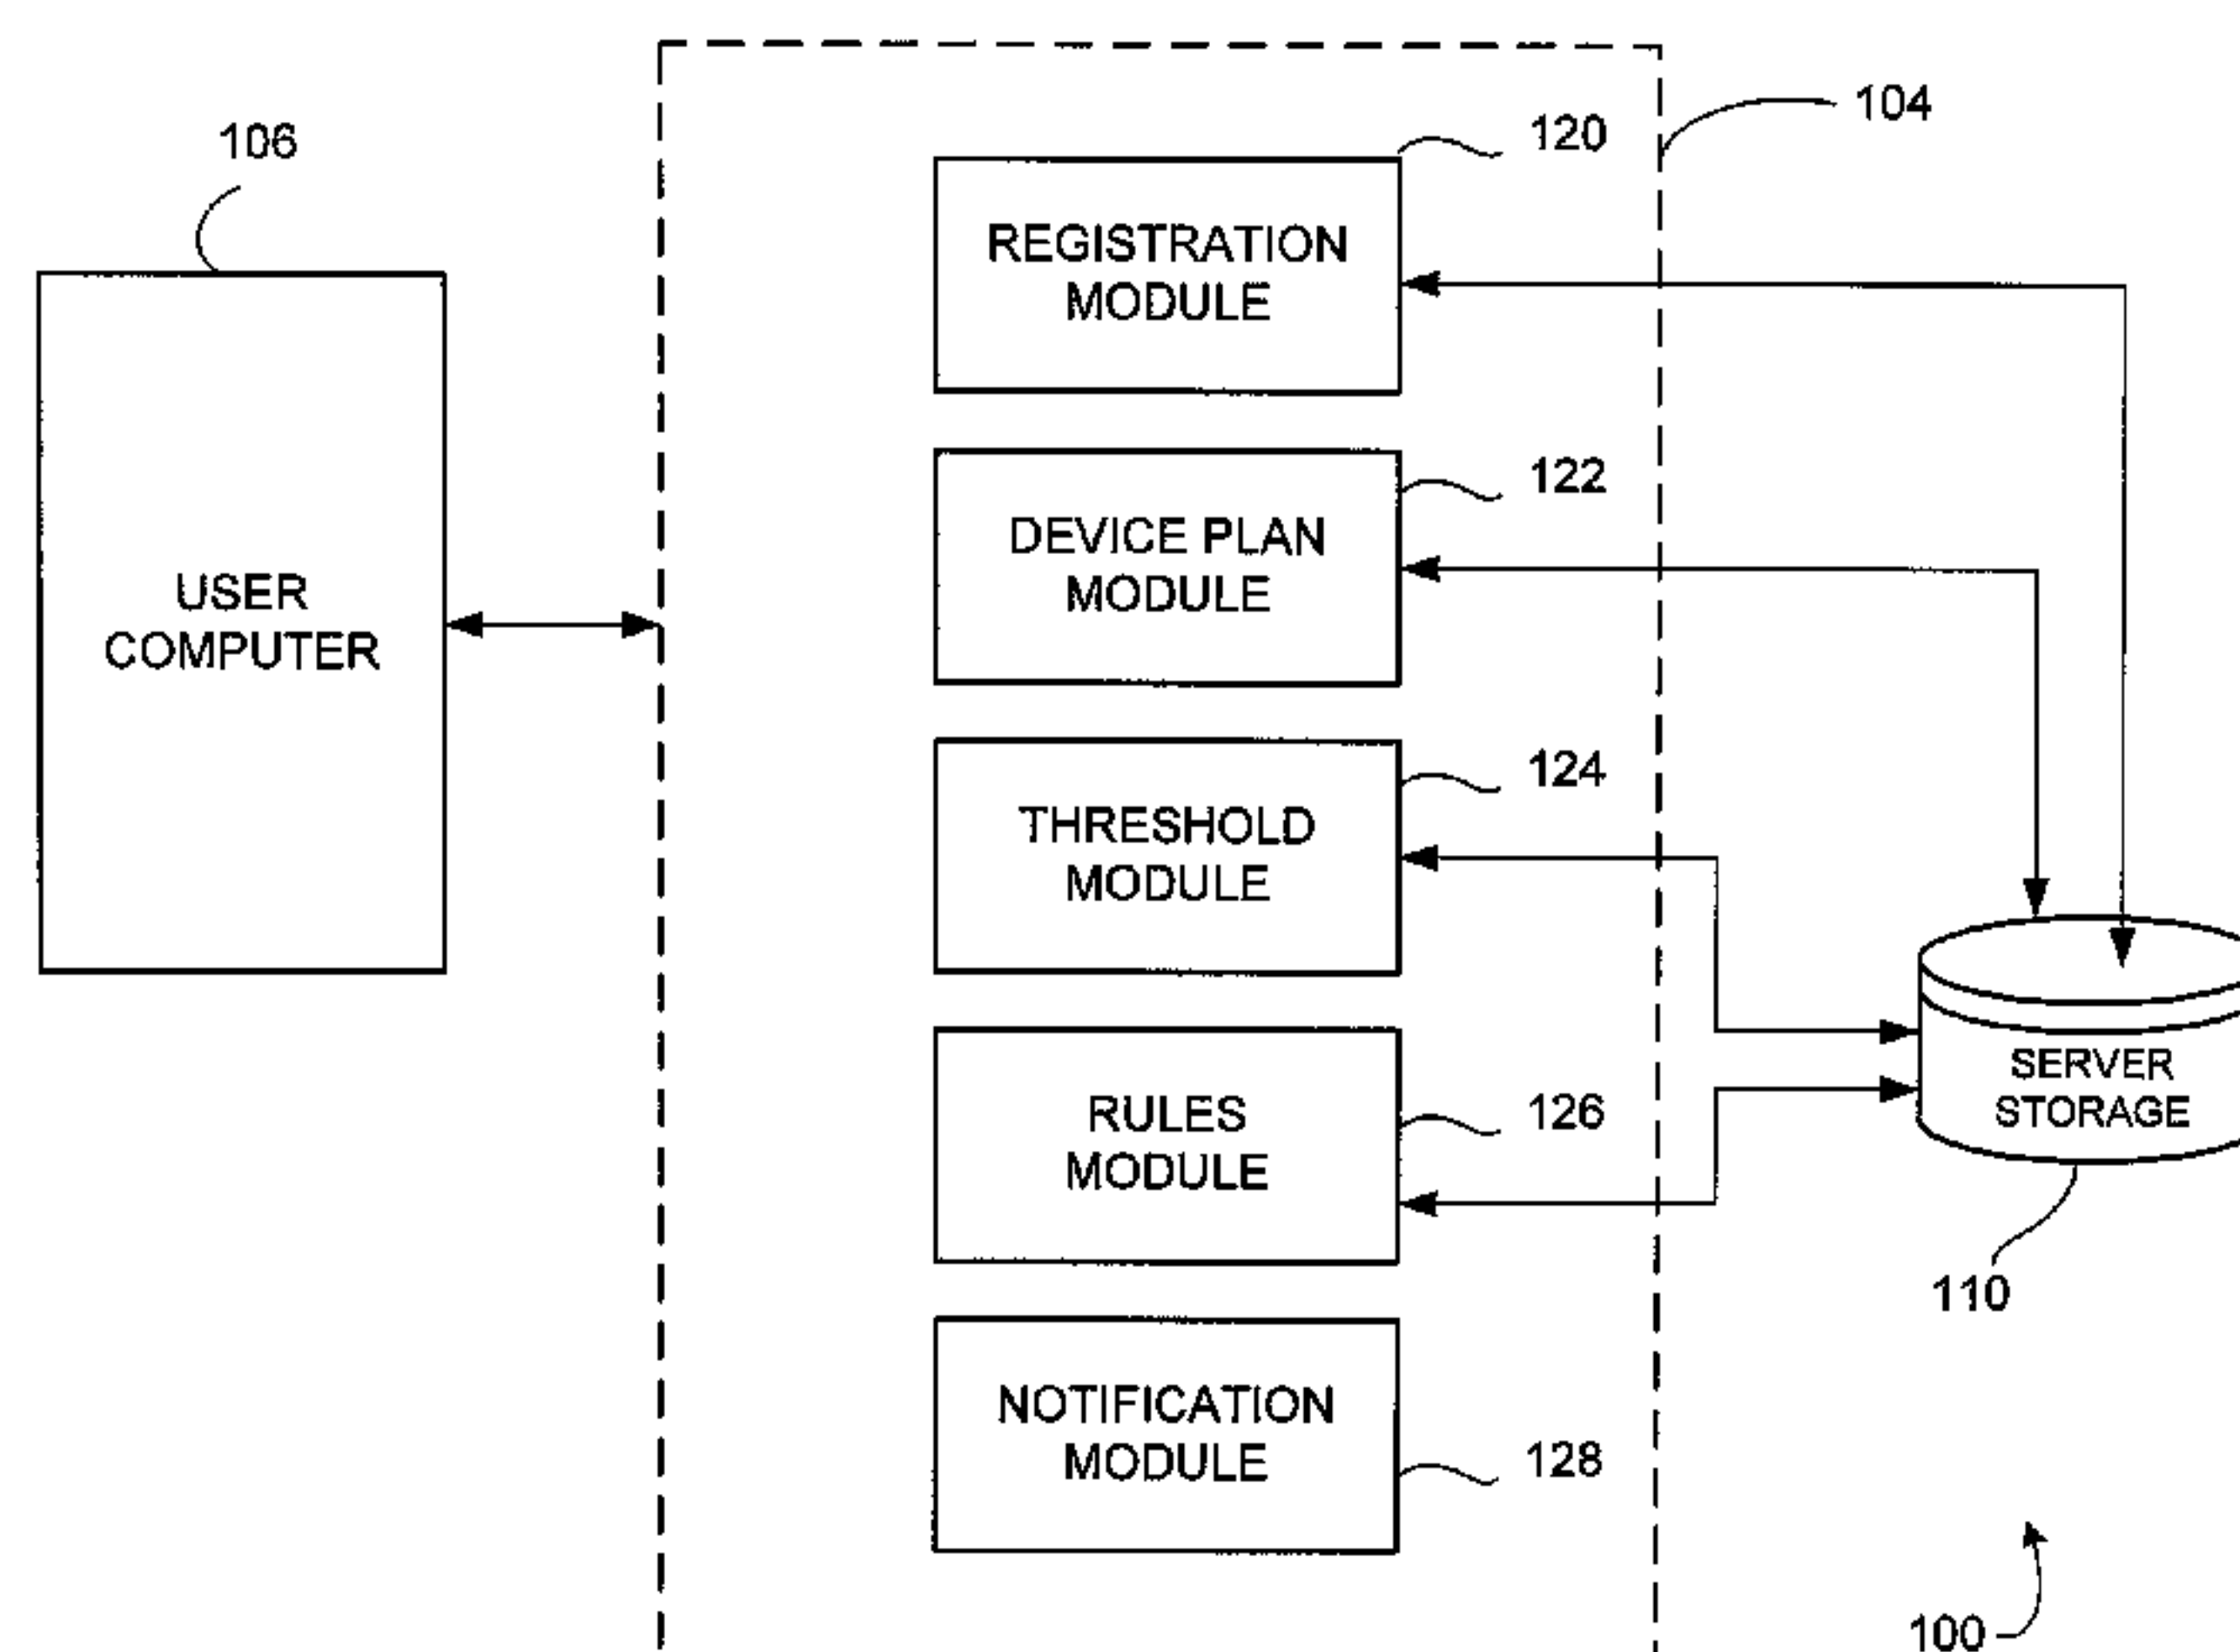 104
106
120
REGISTRATION
MODULE
122
DEVICE PLAN
MODULE
USER
COMPUTER
124
THRESHOLD
MODULE
SERVER
STORAGE
126
RULES
MODULE
110
NOTIFICATION
MODULE
128
100